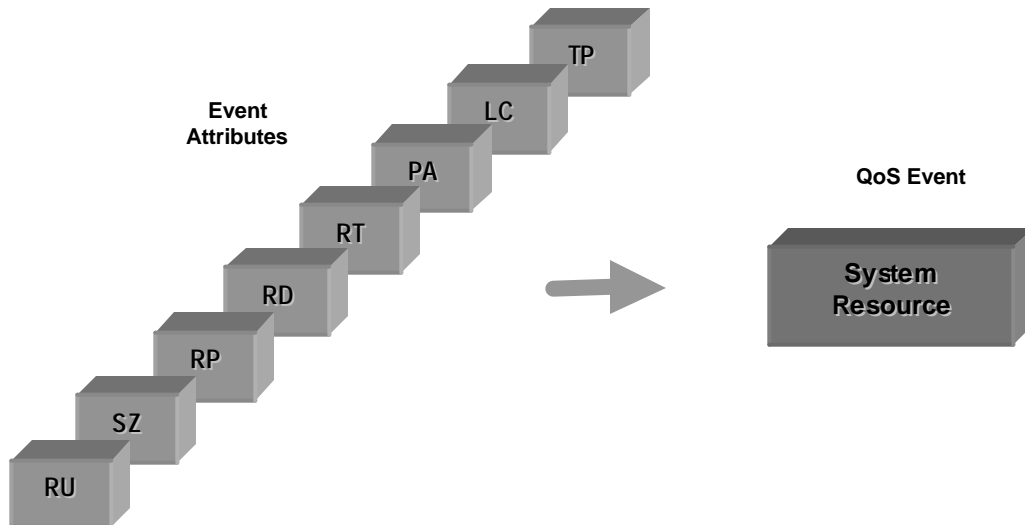 TP
LC
Event
Attributes
PA
QoS Event
RT
System
Resource
RD
RP
SZ
RU